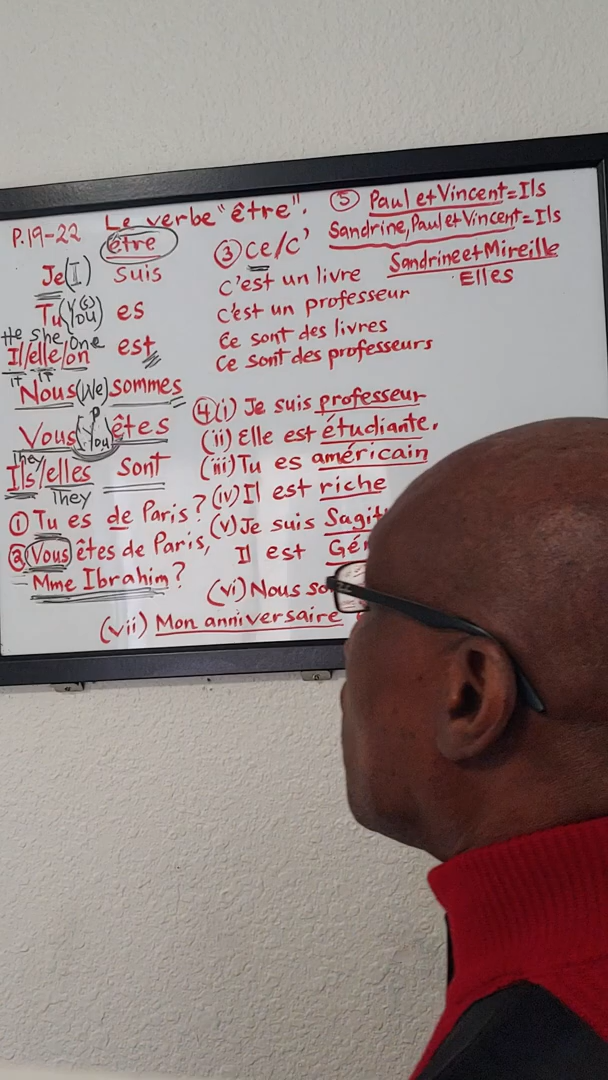 P.19-22
Le verbe "être".
être
Je (I) suis
Tu (You (s)) es
He She One
Il/elle/on est
it it
Nous (We) sommes
Vous (You P) êtes
They
Ils/elles sont
They
① Tu es de Paris?
② Vous êtes de Paris,
Mme Ibrahim?
③ Ce/C'
C'est un livre
C'est un professeur
Ce sont des livres
Ce sont des professeurs
④ (i) Je suis professeur
(ii) Elle est étudiante.
(iii) Tu es américain
(iv) Il est riche
(v) Je suis
Il est
(vi) Nous
(vii) Mon anniversaire
⑤ Paul et Vincent = Ils
Sandrine, Paul et Vincent = Ils
Sandrine et Mireille
Elles